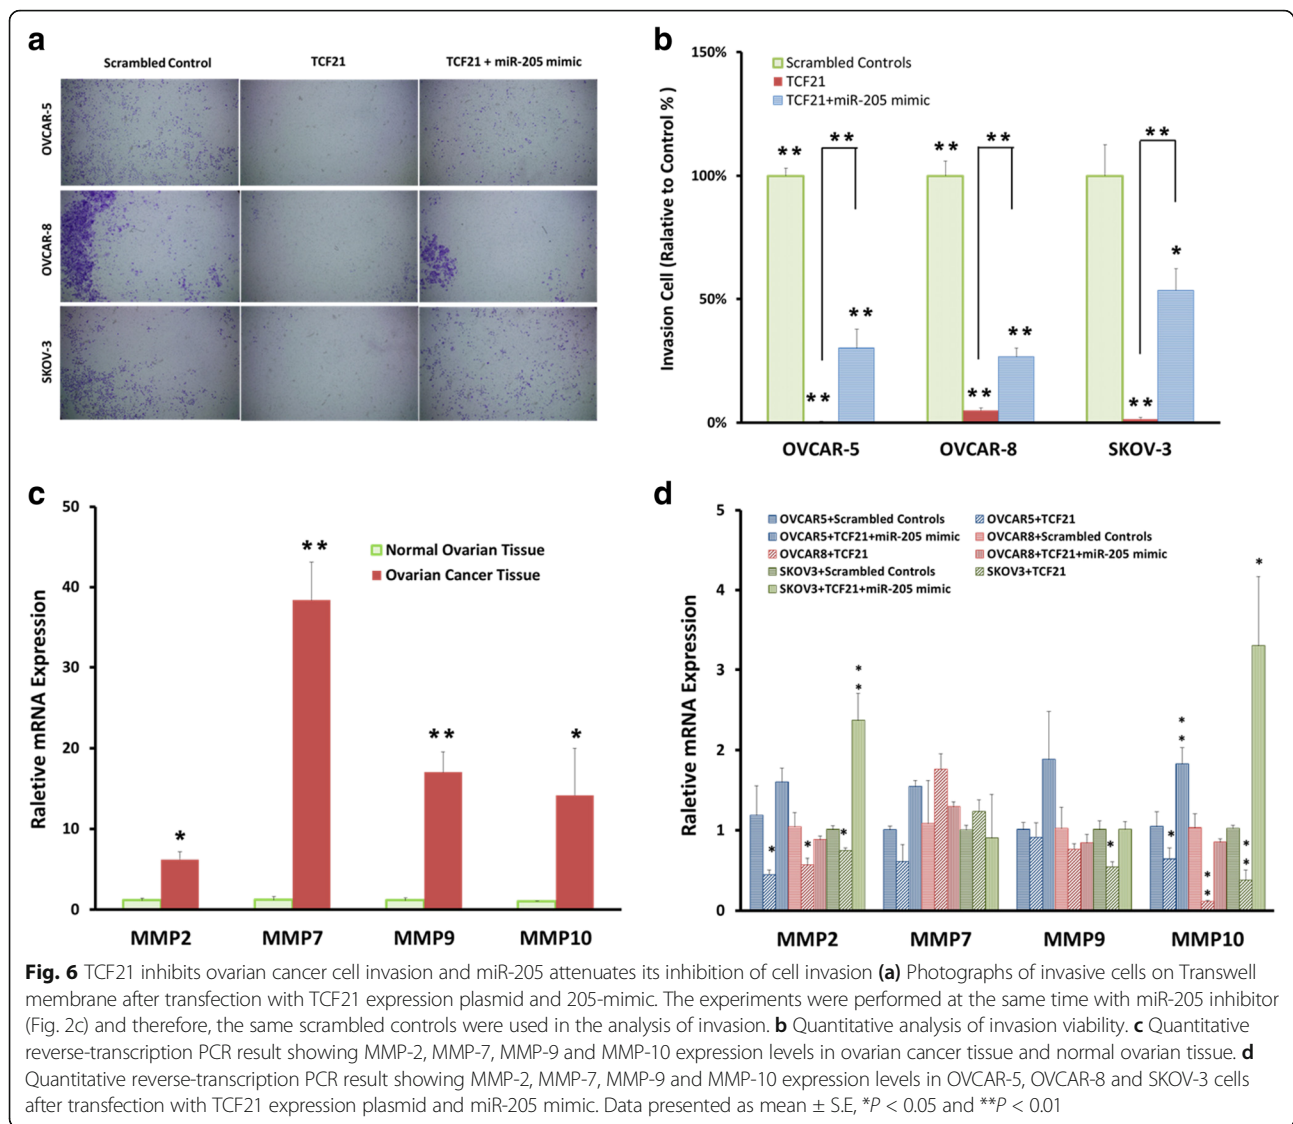 a
Scrambled Control TCF21 TCF21 + miR-205 mimic
OVCAR-5
OVCAR-8
SKOV-3
b
150%
100%
50%
0%
Invasion Cell (Ralative to Control %)
Scrambled Controls
TCF21
TCF21+miR-205 mimic
** ** **
** **
*
** **
** ** **
OVCAR-5 OVCAR-8 SKOV-3
c
50
40
30
20
10
0
Raletive mRNA Expression
Normal Ovarian Tissue
Ovarian Cancer Tissue
**
** *
*
MMP2 MMP7 MMP9 MMP10
d
5
4
3
2
1
0
Raletive mRNA Expression
OVCAR5+Scrambled Controls OVCAR5+TCF21
OVCAR5+TCF21+miR-205 mimic OVCAR8+Scrambled Controls
OVCAR8+TCF21 OVCAR8+TCF21+miR-205 mimic
SKOV3+Scrambled Controls SKOV3+TCF21
SKOV3+TCF21+miR-205 mimic
* * * * * * * * * * * * * *
MMP2 MMP7 MMP9 MMP10
Fig. 6 TCF21 inhibits ovarian cancer cell invasion and miR-205 attenuates its inhibition of cell invasion (a) Photographs of invasive cells on Transwell
membrane after transfection with TCF21 expression plasmid and 205-mimic. The experiments were performed at the same time with miR-205 inhibitor
(Fig. 2c) and therefore, the same scrambled controls were used in the analysis of invasion. b Quantitative analysis of invasion viability. c Quantitative
reverse-transcription PCR result showing MMP-2, MMP-7, MMP-9 and MMP-10 expression levels in ovarian cancer tissue and normal ovarian tissue. d
Quantitative reverse-transcription PCR result showing MMP-2, MMP-7, MMP-9 and MMP-10 expression levels in OVCAR-5, OVCAR-8 and SKOV-3 cells
after transfection with TCF21 expression plasmid and miR-205 mimic. Data presented as mean ± S.E, *P < 0.05 and **P < 0.01